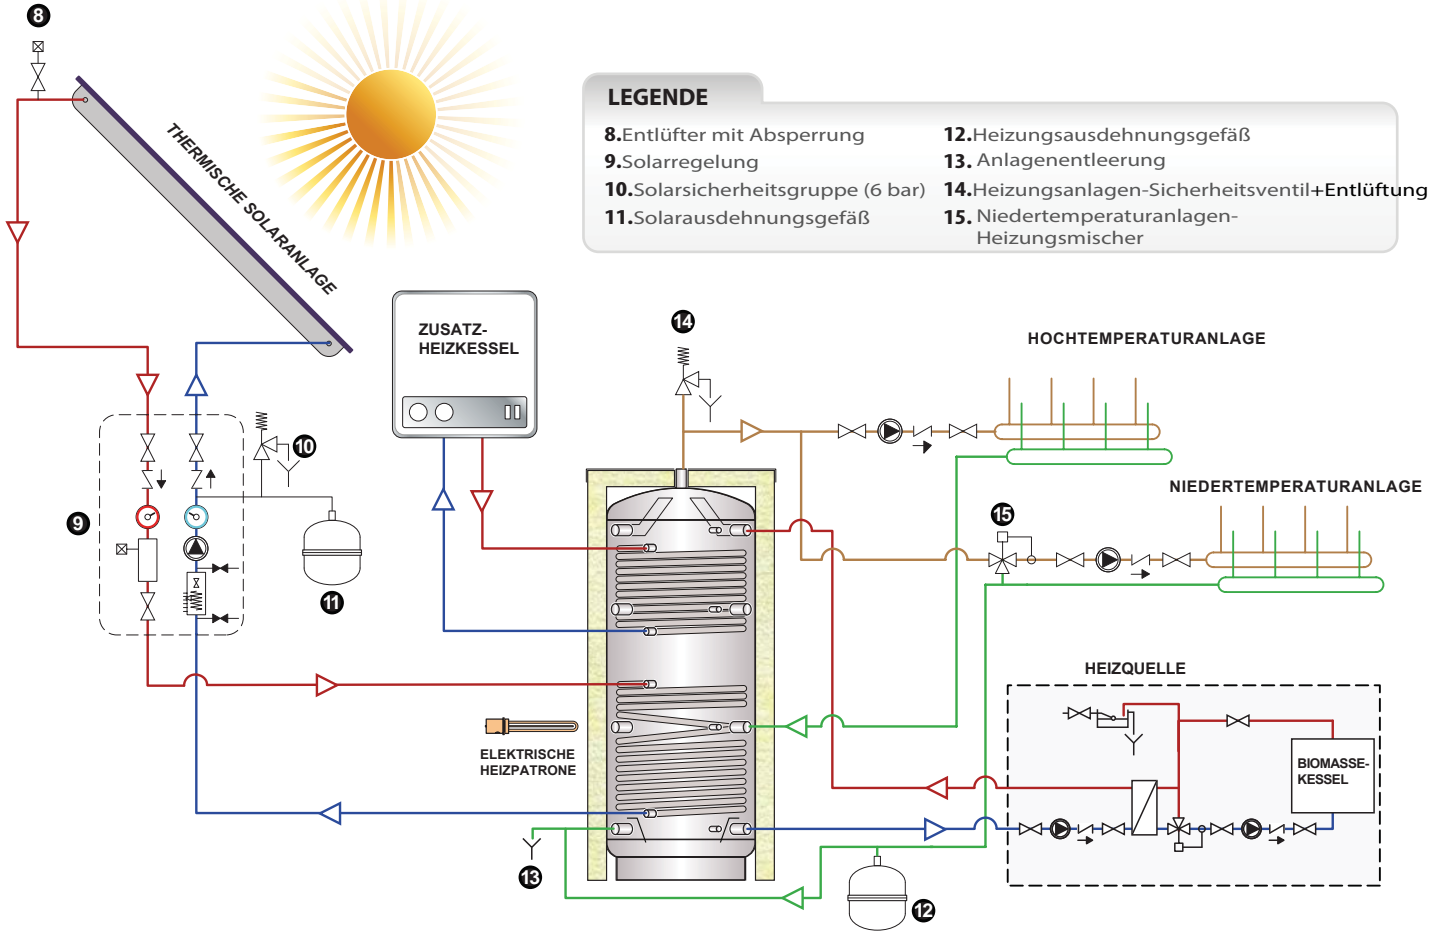 8
THERMISCHE SOLARANLAGE
LEGENDE
8.Entlüfter mit Absperrung
9.Solarregelung
10.Solarsicherheitsgruppe (6 bar)
11.Solarausdehnungsgefäß
12.Heizungsausdehnungsgefäß
13. Anlagenentleerung
14.Heizungsanlagen-Sicherheitsventil+Entlüftung
15. Niedertemperaturanlagen-
Heizungsmischer
ZUSATZ-
HEIZKESSEL
14
HOCHTEMPERATURANLAGE
10
9
11
NIEDERTEMPERATURANLAGE
15
HEIZQUELLE
ELEKTRISCHE
HEIZPATRONE
BIOMASSE-
KESSEL
13
12